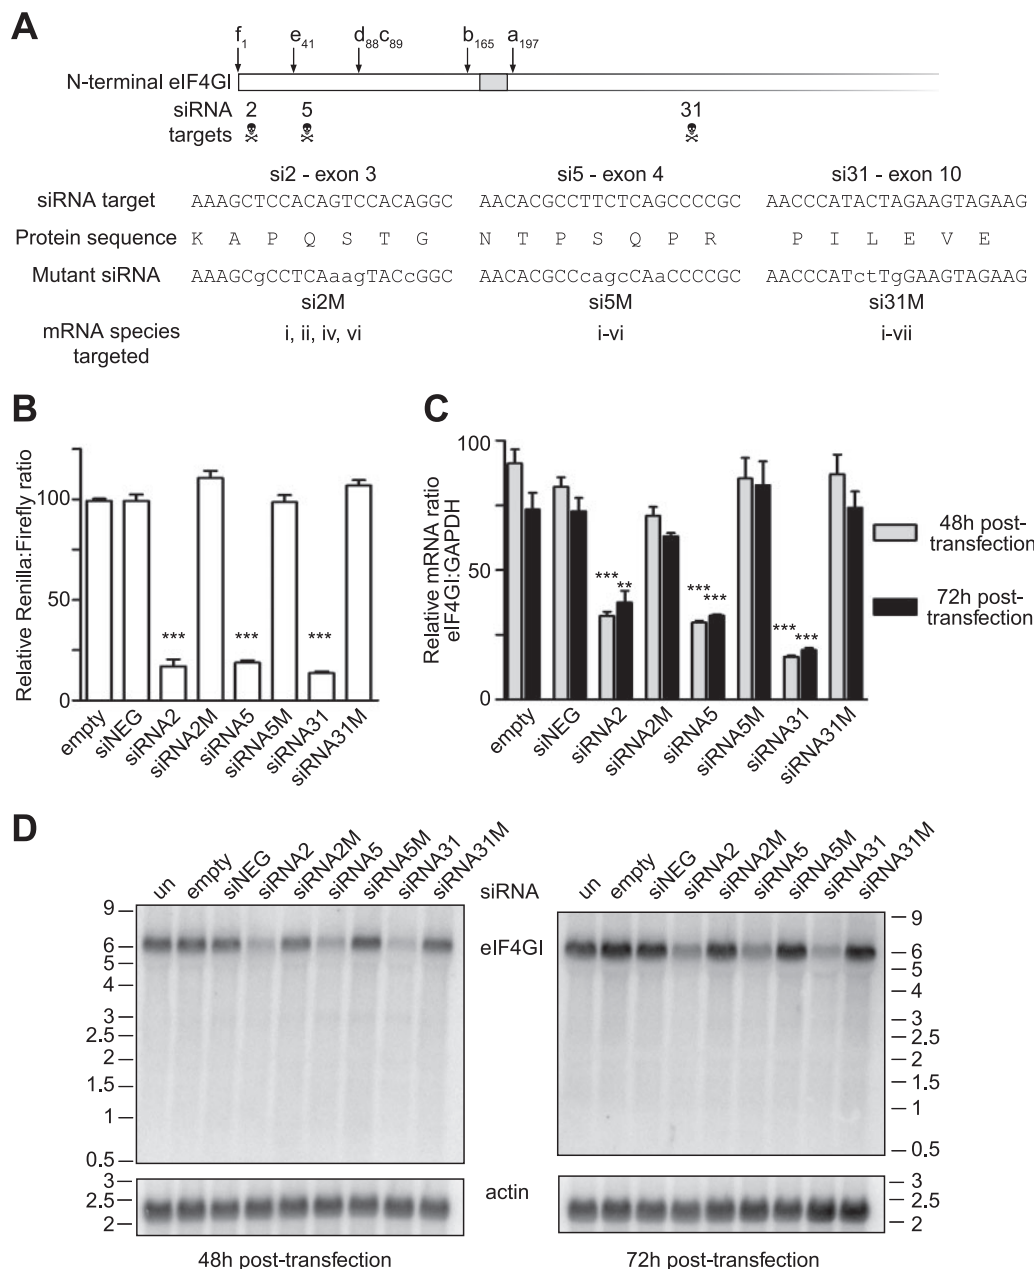 A
f1 e41 d88c89 b165 a197
N-terminal eIF4GI
siRNA targets 2 5 31
si2 - exon 3 si5 - exon 4 si31 - exon 10
siRNA target AAAGCTCCACAGTCCACAGGC AACACGCCTTCTCAGCCCCGC AACCCATACTAGAAGTAGAAG
Protein sequence K A P Q S T G N T P S Q P R P I L E V E
Mutant siRNA AAAGCgCCTCAaagTACcGGC AACACGCCcagcCAaCCCCGC AACCCATctTgGAAGTAGAAG
si2M si5M si31M
mRNA species targeted i, ii, iv, vi i-vi i-vii
B
Relative Renilla:Firefly ratio
100
50
0
*** *** ***
empty siNEG siRNA2 siRNA2M siRNA5 siRNA5M siRNA31 siRNA31M
C
Relative mRNA ratio
eIF4GI:GAPDH
100
50
0
*** ** *** *** *** ***
empty siNEG siRNA2 siRNA2M siRNA5 siRNA5M siRNA31 siRNA31M
48h post-
transfection
72h post-
transfection
D
un empty siNEG siRNA2 siRNA2M siRNA5 siRNA5M siRNA31 siRNA31M
siRNA
un empty siNEG siRNA2 siRNA2M siRNA5 siRNA5M siRNA31 siRNA31M
9
6
5
4
3
2.5
2
1.5
1
0.5
eIF4GI
9
6
5
4
3
2.5
2
1.5
1
0.5
3
2.5
2
actin
3
2.5
2
48h post-transfection 72h post-transfection